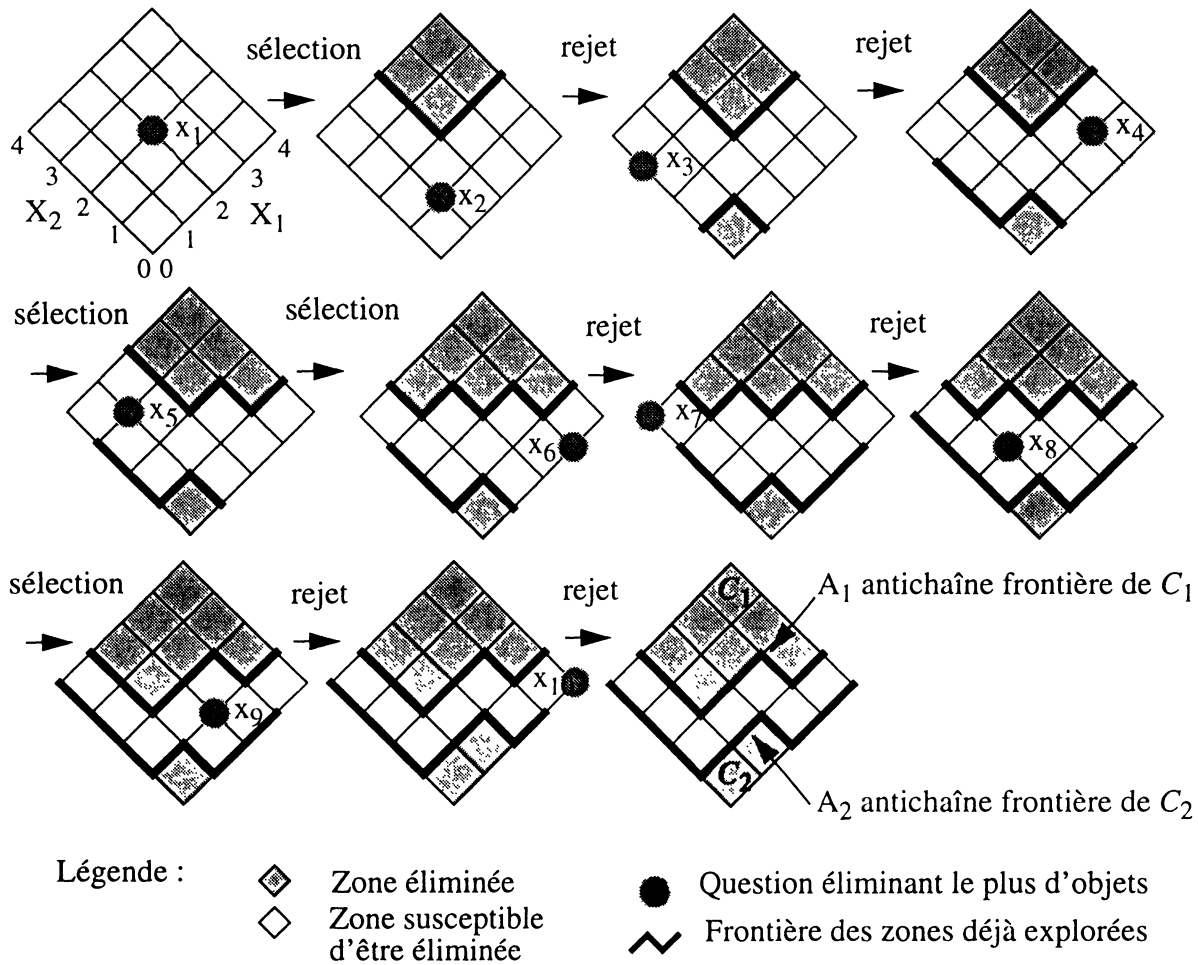 sélection
rejet
rejet
x1
x2
x3
x4
4
3
X2
2
1
0 0
1
2
X1
3
4
sélection
sélection
rejet
rejet
x5
x6
x7
x8
sélection
rejet
rejet
x9
x1
C1
C2
A1 antichaîne frontière de C1
A2 antichaîne frontière de C2
Légende :
Zone éliminée
Zone susceptible
d'être éliminée
Question éliminant le plus d'objets
Frontière des zones déjà explorées